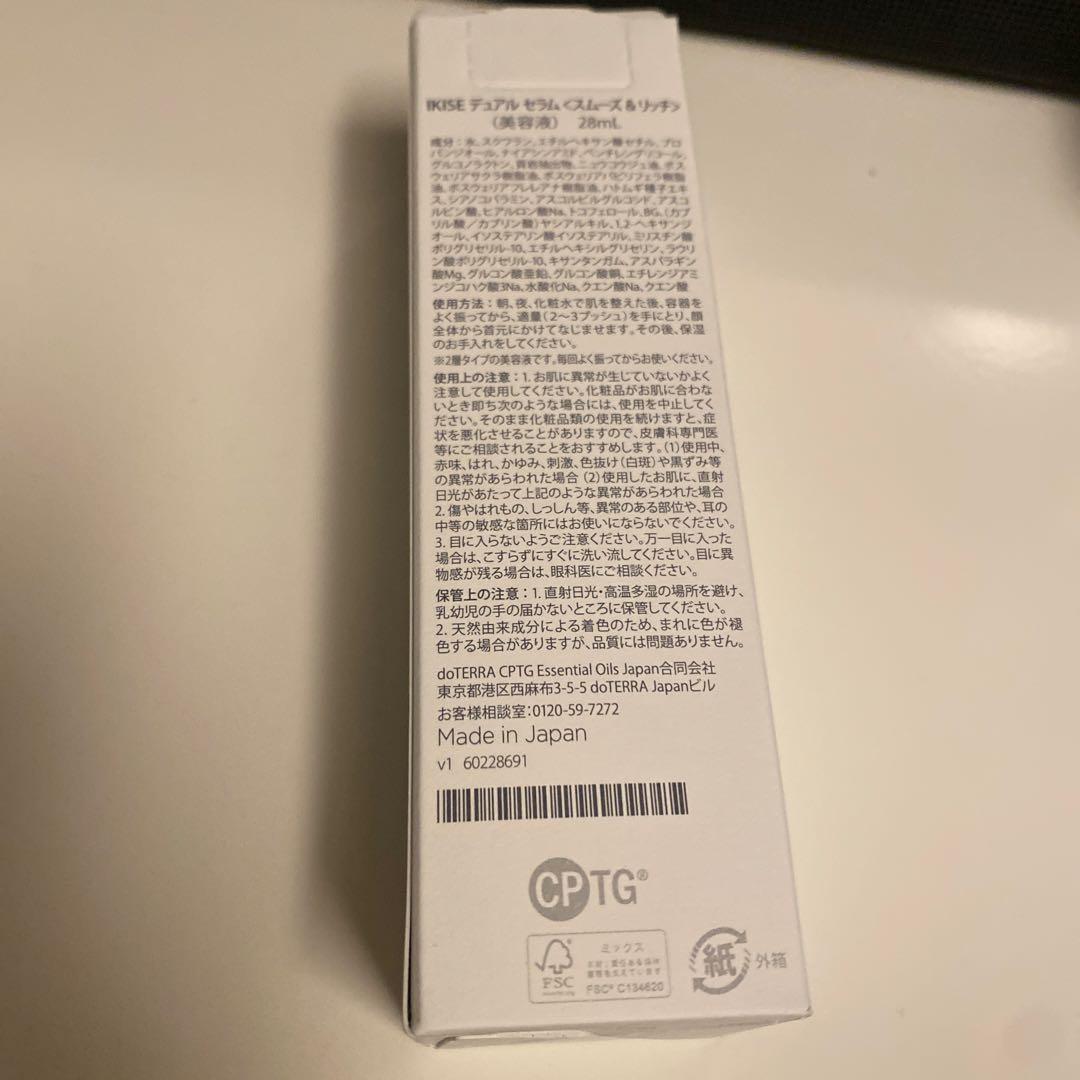 IKISE デュアル セラム<スムーズ & リッチ>
(美容液) 28mL
成分:水、スクワラン、エチルヘキサン酸セチル、プロ
パンジオール、ナイアシンアミド、ペンチレングリコール、
グルコノラクトン、ニュウコウジュ油、ボス
ウェリアサクラ樹脂油、ボスウェリアパピリフェラ樹脂
油、ボスウェリアフレレアナ樹脂油、ハトムギ種子エキ
ス、シアノコバラミン、アスコルビルグルコシド、アスコ
ルビン酸、ヒアルロン酸Na、トコフェロール、BG、(カプ
リル酸/カプリン酸)ヤシアルキル、1,2-ヘキサンジ
オール、イソステアリン酸イソステアリル、ミリスチン酸
ポリグリセリル-10、エチルヘキシルグリセリン、ラウリ
ン酸ポリグリセリル-10、キサンタンガム、アスパラギン
酸Mg、グルコン酸亜鉛、グルコン酸銅、エチレンジアミ
ンジコハク酸3Na、水酸化Na、クエン酸Na、クエン酸
使用方法:朝、夜、化粧水で肌を整えた後、容器を
よく振ってから、適量(2~3プッシュ)を手にとり、顔
全体から首元にかけてなじませます。その後、保湿
のお手入れをしてください。
※2層タイプの美容液です。毎回よく振ってからお使いください。
使用上の注意:1. お肌に異常が生じていないかよく
注意して使用してください。化粧品がお肌に合わな
いとき即ち次のような場合には、使用を中止してく
ださい。そのまま化粧品類の使用を続けますと、症
状を悪化させることがありますので、皮膚科専門医
等にご相談されることをおすすめします。(1)使用中、
赤味、はれ、かゆみ、刺激、色抜け(白斑)や黒ずみ等
の異常があらわれた場合 (2)使用したお肌に、直射
日光があたって上記のような異常があらわれた場合
2. 傷やはれもの、しっしん等、異常のある部位や、耳の
中等の敏感な箇所にはお使いにならないでください。
3. 目に入らないようご注意ください。万一目に入った
場合は、こすらずにすぐに洗い流してください。目に異
物感が残る場合は、眼科医にご相談ください。
保管上の注意:1. 直射日光・高温多湿の場所を避け、
乳幼児の手の届かないところに保管してください。
2. 天然由来成分による着色のため、まれに色が褪
色する場合がありますが、品質には問題ありません。
doTERRA CPTG Essential Oils Japan合同会社
東京都港区西麻布3-5-5 doTERRA Japanビル
お客様相談室:0120-59-7272
Made in Japan
v1 60228691
CPTG®
ミックス
木材|責任ある森林
管理を支えています
FSC
FSC® C134620
紙 外箱